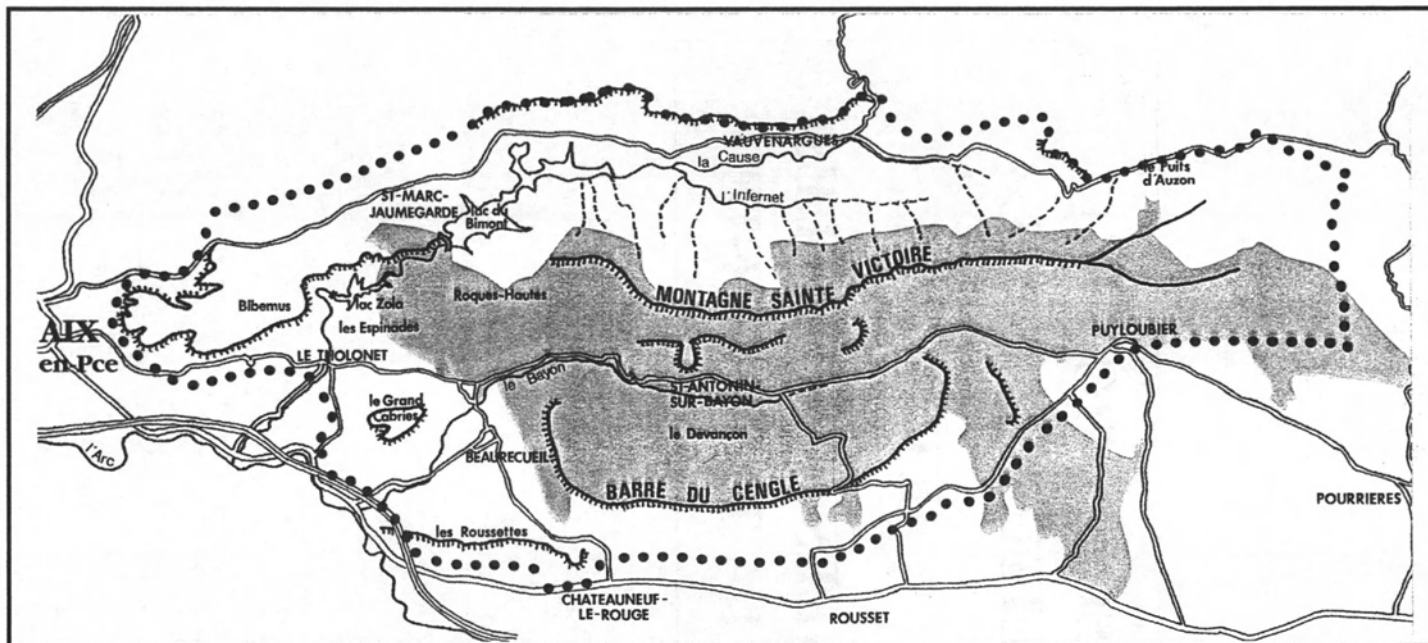 VAUVENARGUES
la Cause
le Puits
d'Auzon
l'Infernet
ST-MARC-
JAUMEGARDE
lac du
Bimont
VICTOIRE
MONTAGNE SAINTE
Roques-Hautes
Bibemus
lac Zola
les Espinades
AIX
en Pce
LE THOLONET
PUYLOUBIER
le Bayon
ST-ANTONIN-
SUR-BAYON
le Grand
Cabries
le Devançon
l'Arc
BEAURECUEIL
BARRE DU CENGLE
POURRIERES
les Roussettes
CHATEAUNEUF-
LE-ROUGE
ROUSSET